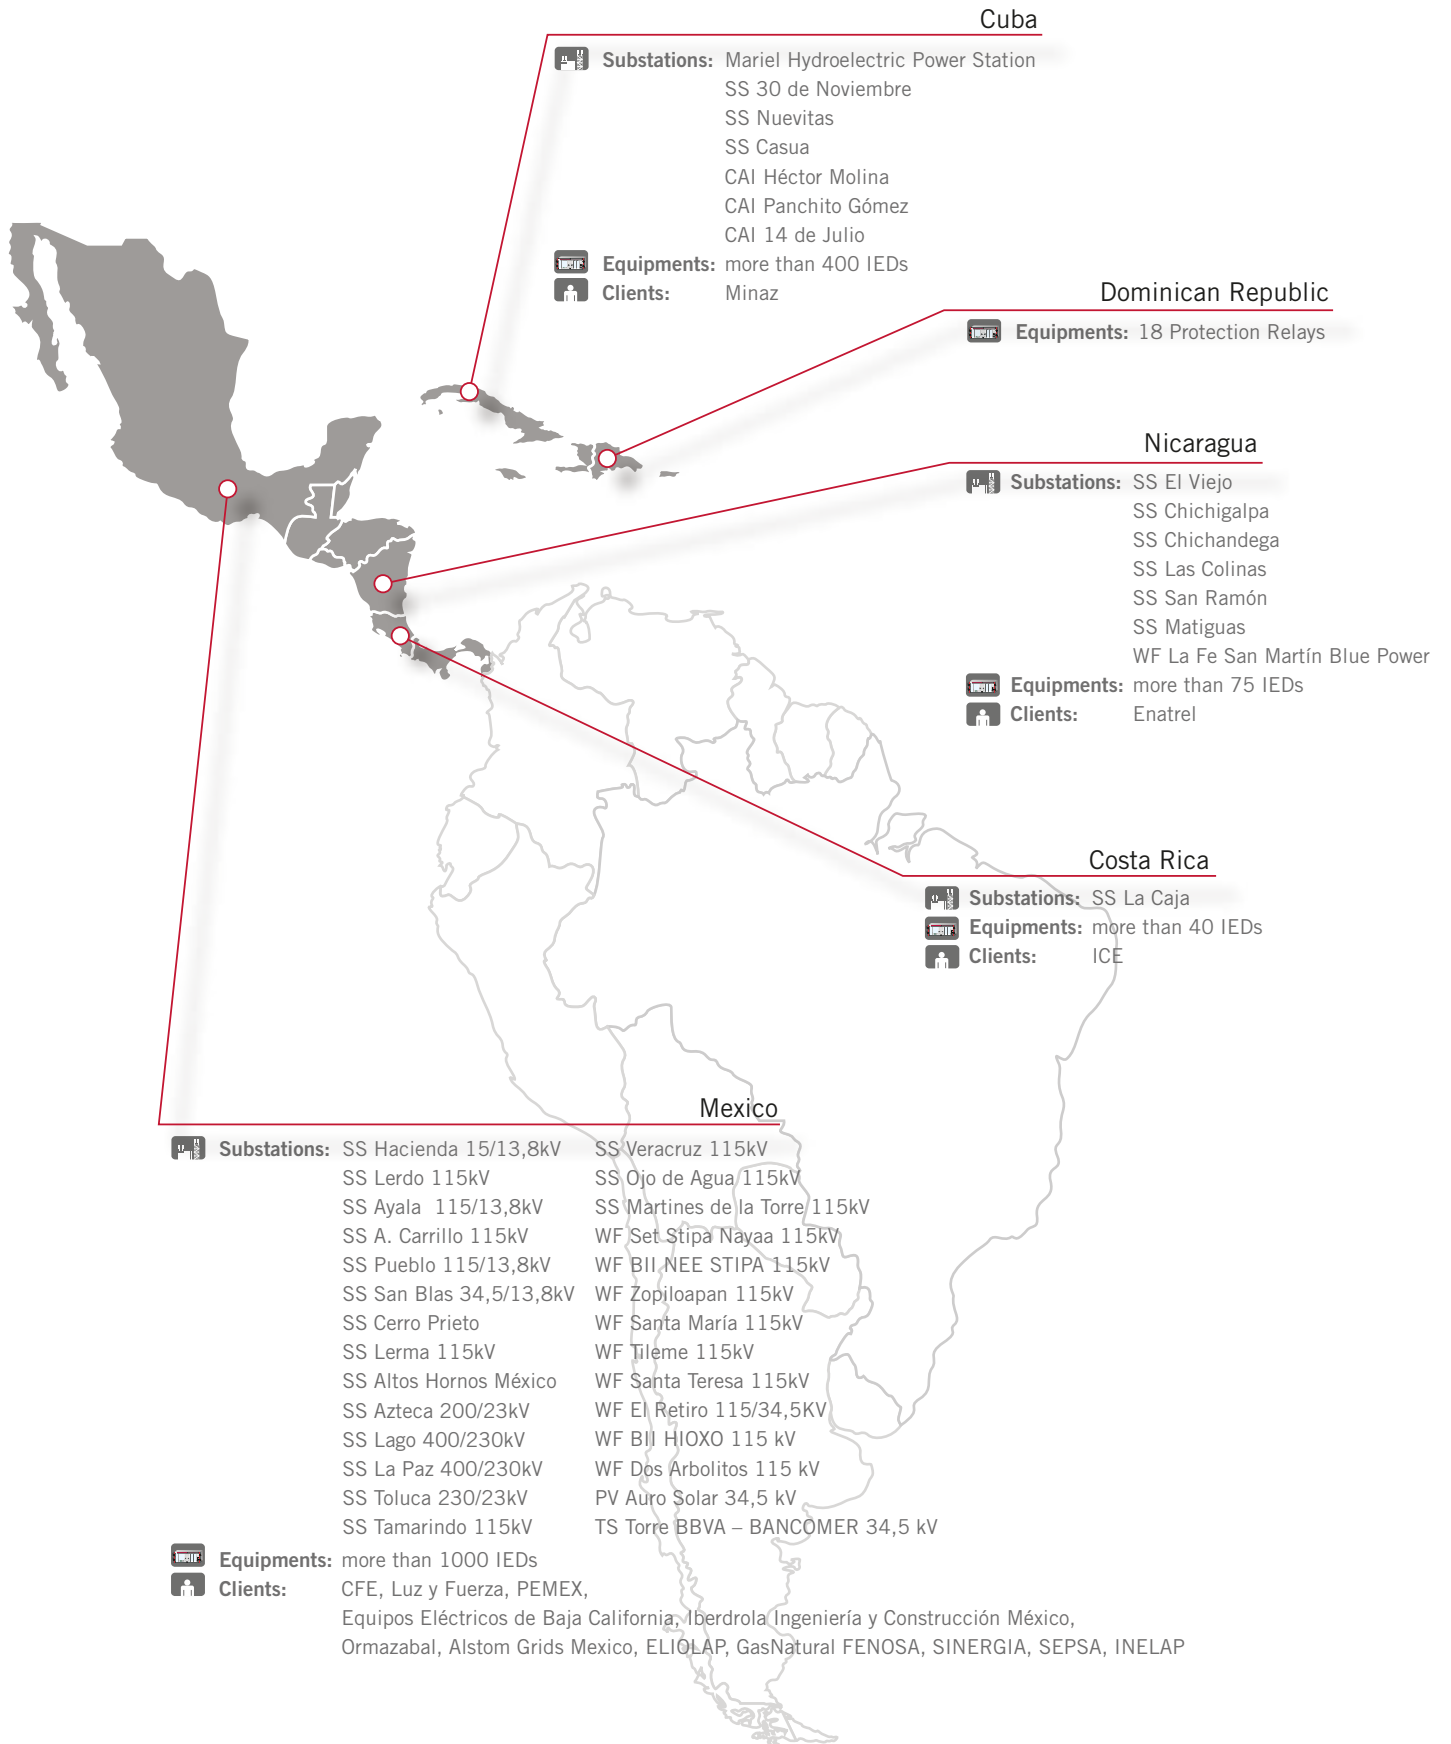 Cuba
Substations: Mariel Hydroelectric Power Station
SS 30 de Noviembre
SS Nuevitas
SS Casua
CAI Héctor Molina
CAI Panchito Gómez
CAI 14 de Julio
Equipments: more than 400 IEDs
Clients: Minaz
Dominican Republic
Equipments: 18 Protection Relays
Nicaragua
Substations: SS El Viejo
SS Chichigalpa
SS Chichandega
SS Las Colinas
SS San Ramón
SS Matiguas
WF La Fe San Martín Blue Power
Equipments: more than 75 IEDs
Clients: Enatrel
Costa Rica
Substations: SS La Caja
Equipments: more than 40 IEDs
Clients: ICE
Mexico
Substations: SS Hacienda 15/13,8kV
SS Lerdo 115kV
SS Ayala 115/13,8kV
SS A. Carrillo 115kV
SS Pueblo 115/13,8kV
SS San Blas 34,5/13,8kV
SS Cerro Prieto
SS Lerma 115kV
SS Altos Hornos México
SS Azteca 200/23kV
SS Lago 400/230kV
SS La Paz 400/230kV
SS Toluca 230/23kV
SS Tamarindo 115kV
SS Veracruz 115kV
SS Ojo de Agua 115kV
SS Martines de la Torre 115kV
WF Set Stipa Nayaa 115kV
WF BII NEE STIPA 115kV
WF Zopiloapan 115kV
WF Santa María 115kV
WF Tileme 115kV
WF Santa Teresa 115kV
WF El Retiro 115/34,5KV
WF BII HIOXO 115 kV
WF Dos Arbolitos 115 kV
PV Auro Solar 34,5 kV
TS Torre BBVA – BANCOMER 34,5 kV
Equipments: more than 1000 IEDs
Clients: CFE, Luz y Fuerza, PEMEX,
Equipos Eléctricos de Baja California, Iberdrola Ingeniería y Construcción México,
Ormazabal, Alstom Grids Mexico, ELIOLAP, GasNatural FENOSA, SINERGIA, SEPSA, INELAP